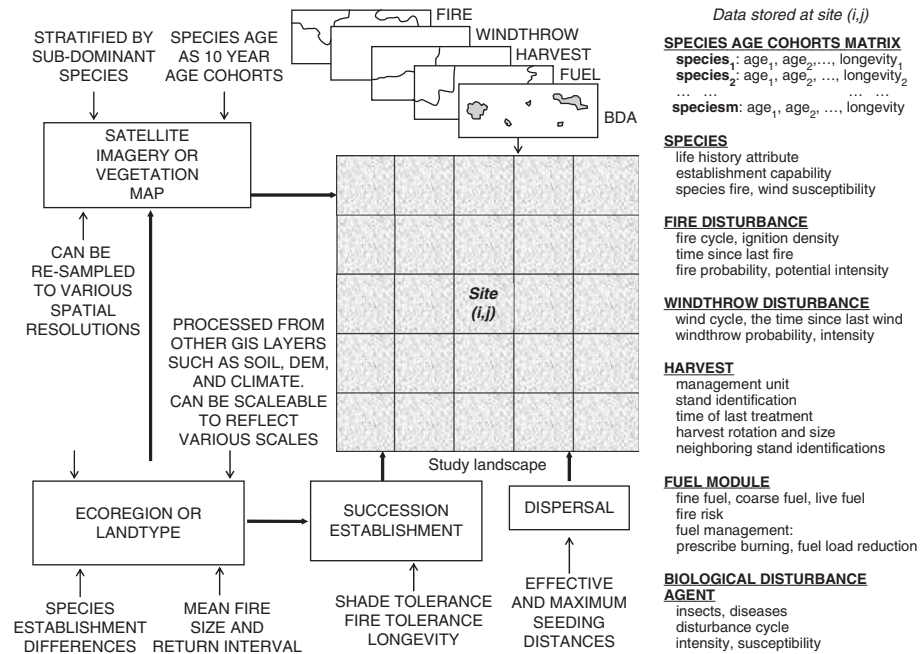 STRATIFIED BY
SUB-DOMINANT
SPECIES
SPECIES AGE
AS 10 YEAR
AGE COHORTS
FIRE
WINDTHROW
HARVEST
FUEL
BDA
SATELLITE
IMAGERY OR
VEGETATION
MAP
CAN BE
RE-SAMPLED
TO VARIOUS
SPATIAL
RESOLUTIONS
PROCESSED FROM
OTHER GIS LAYERS
SUCH AS SOIL, DEM,
AND CLIMATE.
CAN BE SCALEABLE
TO REFLECT
VARIOUS SCALES
Site
(i,j)
Study landscape
ECOREGION OR
LANDTYPE
SUCCESSION
ESTABLISHMENT
DISPERSAL
SPECIES
ESTABLISHMENT
DIFFERENCES
MEAN FIRE
SIZE AND
RETURN INTERVAL
SHADE TOLERANCE
FIRE TOLERANCE
LONGEVITY
EFFECTIVE
AND MAXIMUM
SEEDING
DISTANCES
Data stored at site (i,j)
SPECIES AGE COHORTS MATRIX
species1: age1, age2,…, longevity1
species2: age1, age2, …, longevity2
… … … …
speciesm: age1, age2, …, longevity
SPECIES
life history attribute
establishment capability
species fire, wind susceptibility
FIRE DISTURBANCE
fire cycle, ignition density
time since last fire
fire probability, potential intensity
WINDTHROW DISTURBANCE
wind cycle, the time since last wind
windthrow probability, intensity
HARVEST
management unit
stand identification
time of last treatment
harvest rotation and size
neighboring stand identifications
FUEL MODULE
fine fuel, coarse fuel, live fuel
fire risk
fuel management:
prescribe burning, fuel load reduction
BIOLOGICAL DISTURBANCE
AGENT
insects, diseases
disturbance cycle
intensity, susceptibility